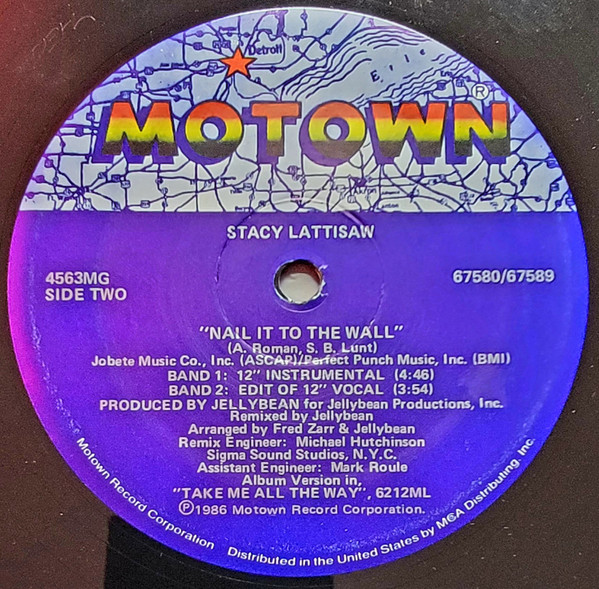 Detroit
Erie
MOTOWN®
STACY LATTISAW
4563MG
SIDE TWO
67580/67589
"NAIL IT TO THE WALL"
(A. Roman, S. B. Lunt)
Jobete Music Co., Inc. (ASCAP)/Perfect Punch Music, Inc. (BMI)
BAND 1: 12" INSTRUMENTAL (4:46)
BAND 2: EDIT OF 12" VOCAL (3:54)
PRODUCED BY JELLYBEAN for Jellybean Productions, Inc.
Remixed by Jellybean
Arranged by Fred Zarr & Jellybean
Remix Engineer: Michael Hutchinson
Sigma Sound Studios, N.Y.C.
Assistant Engineer: Mark Roule
Album Version in,
"TAKE ME ALL THE WAY", 6212ML
Ⓟ1986 Motown Record Corporation.
Motown Record Corporation Distributed in the United States by MCA Distributing, Inc.